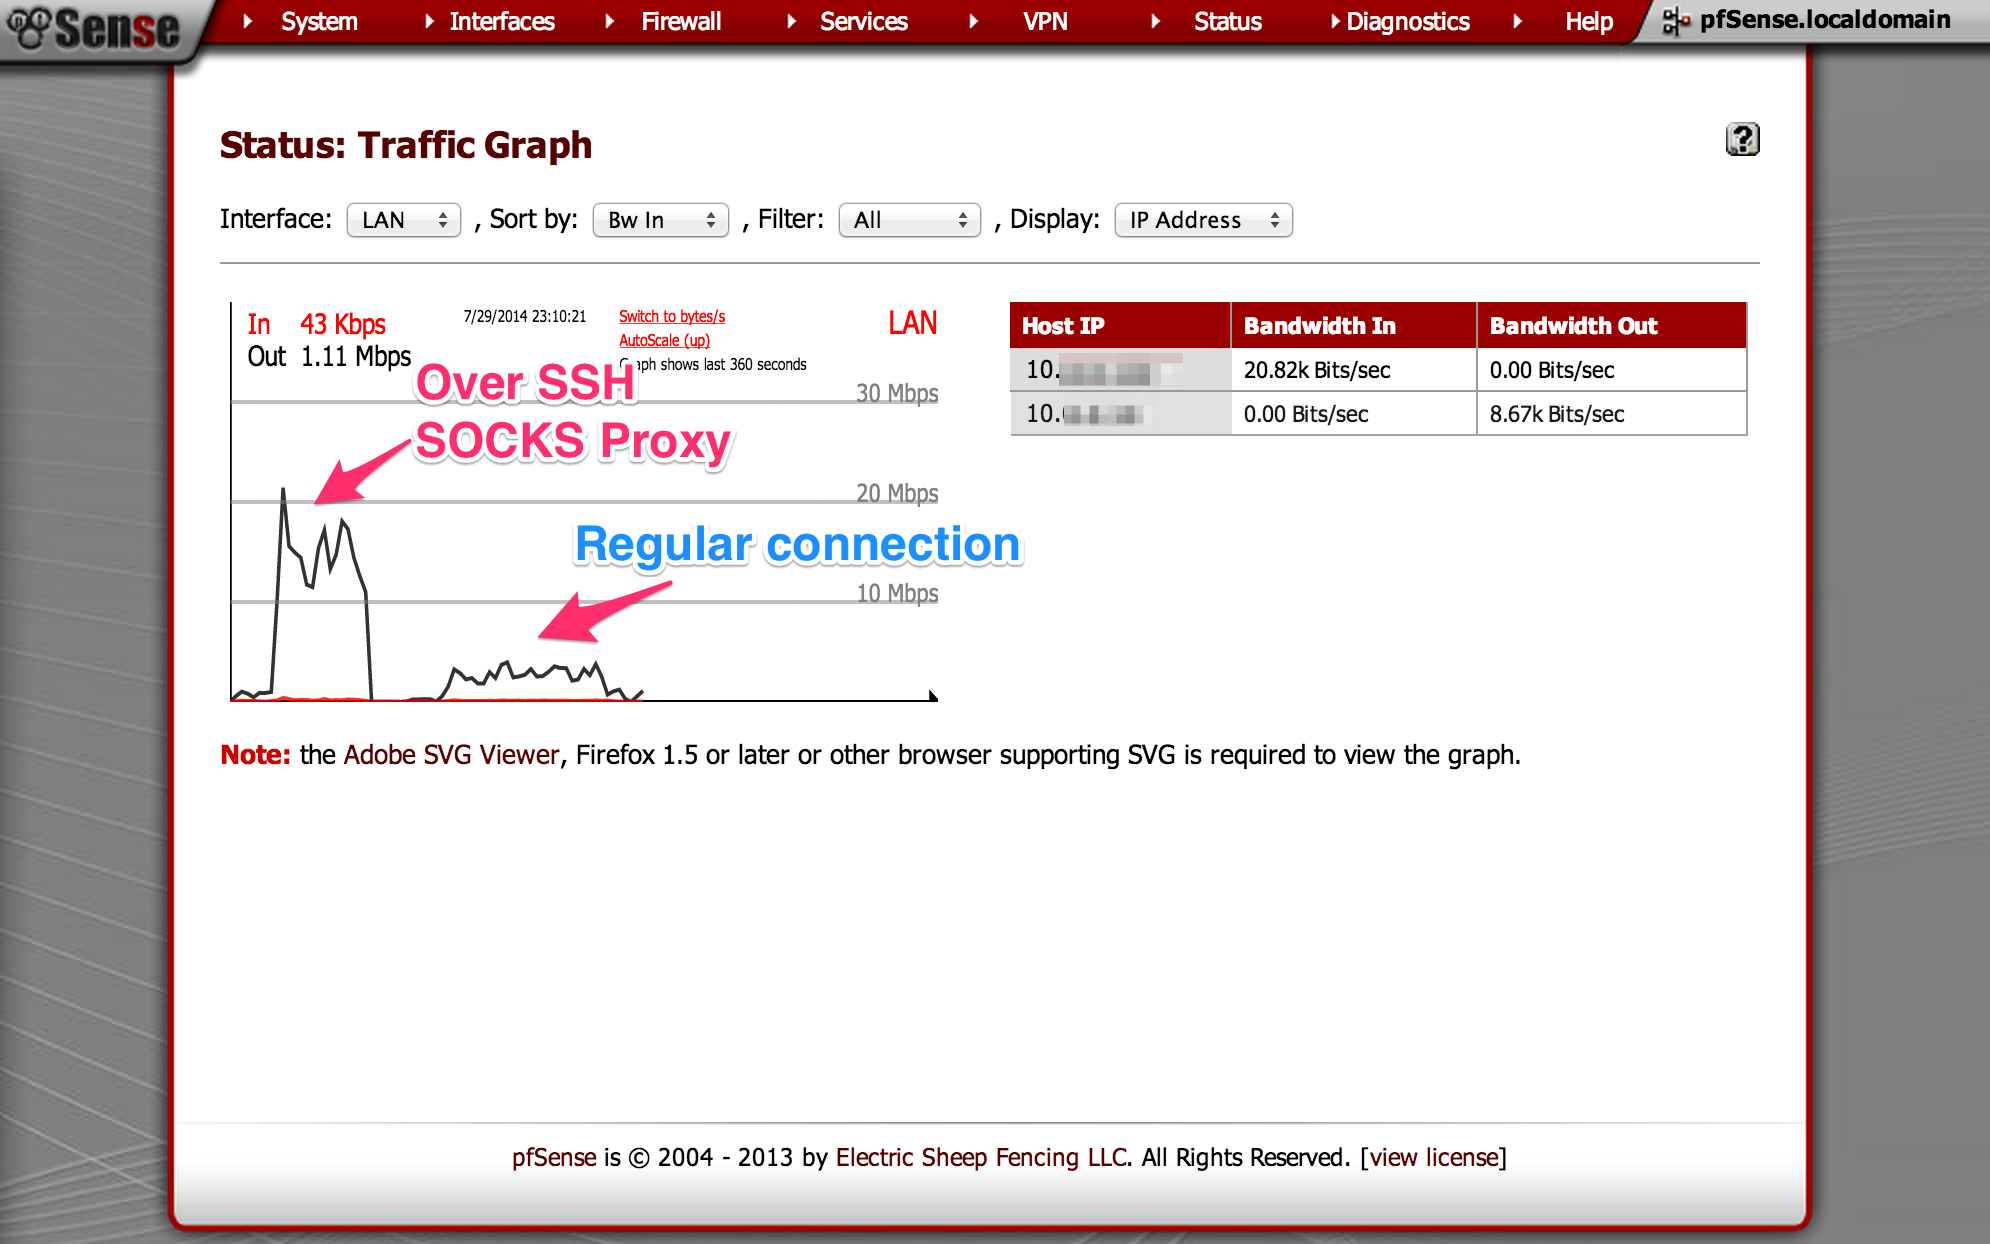 Sense
System Interfaces Firewall Services VPN Status Diagnostics Help pfSense.localdomain
Status: Traffic Graph
Interface: LAN , Sort by: Bw In , Filter: All , Display: IP Address
In 43 Kbps
Out 1.11 Mbps
7/29/2014 23:10:21
Switch to bytes/s
AutoScale (up)
Graph shows last 360 seconds
LAN
30 Mbps
20 Mbps
10 Mbps
Over SSH
SOCKS Proxy
Regular connection
Host IP Bandwidth In Bandwidth Out
10. 20.82k Bits/sec 0.00 Bits/sec
10. 0.00 Bits/sec 8.67k Bits/sec
Note: the Adobe SVG Viewer, Firefox 1.5 or later or other browser supporting SVG is required to view the graph.
pfSense is © 2004 - 2013 by Electric Sheep Fencing LLC. All Rights Reserved. [view license]